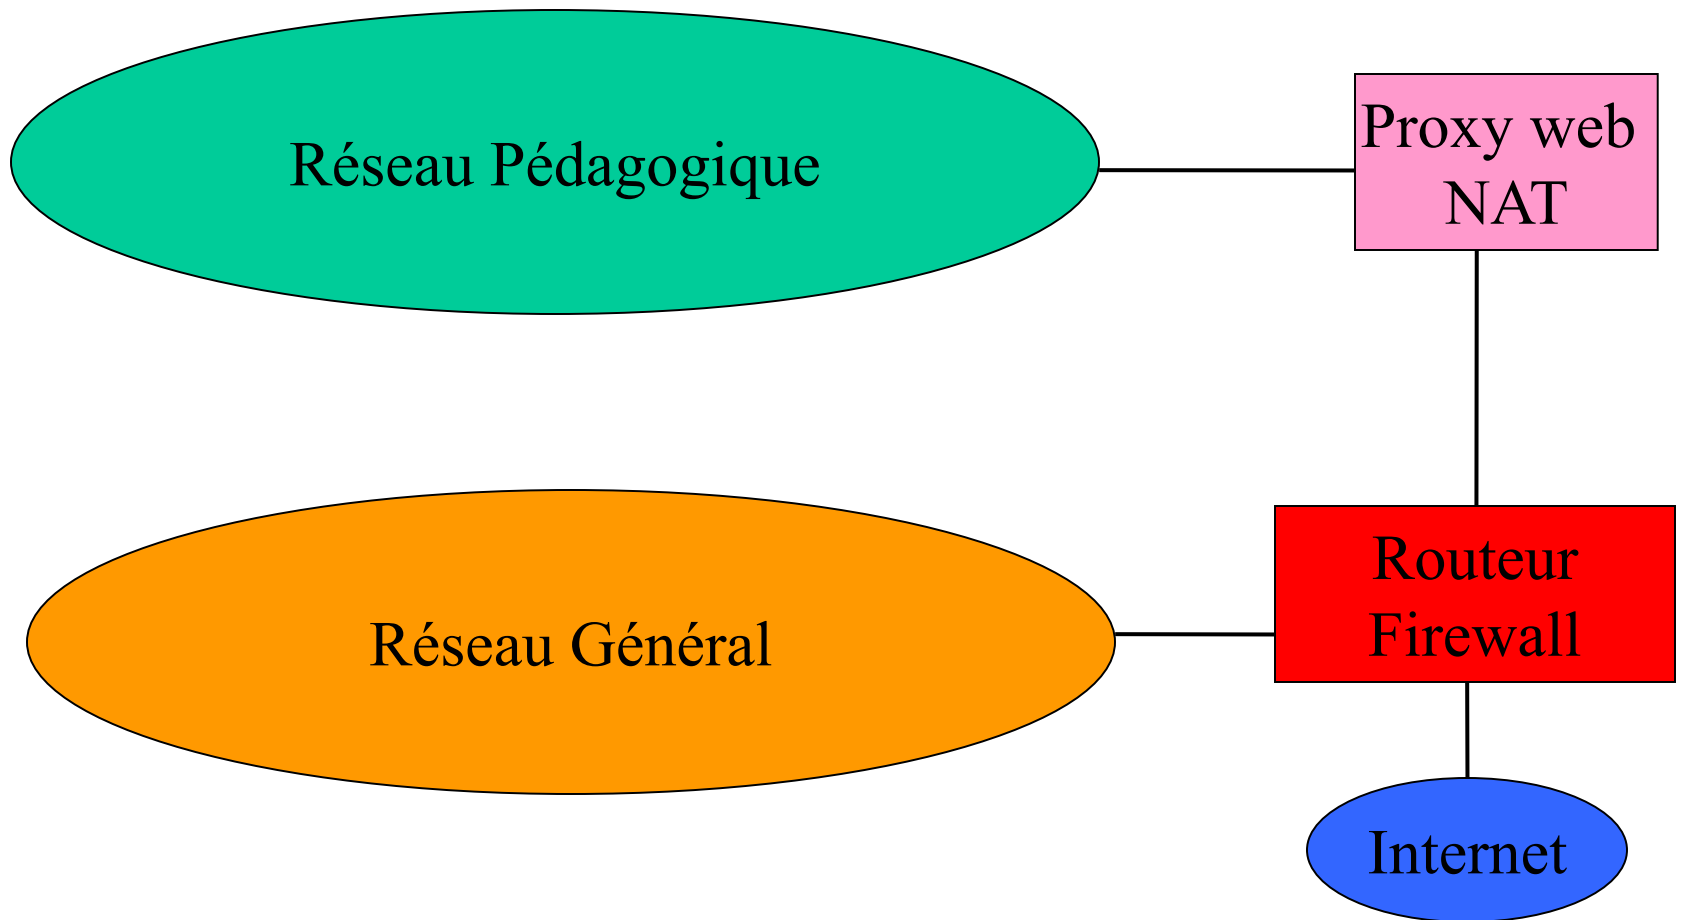 Réseau Pédagogique
Proxy web
NAT
Réseau Général
Routeur
Firewall
Internet